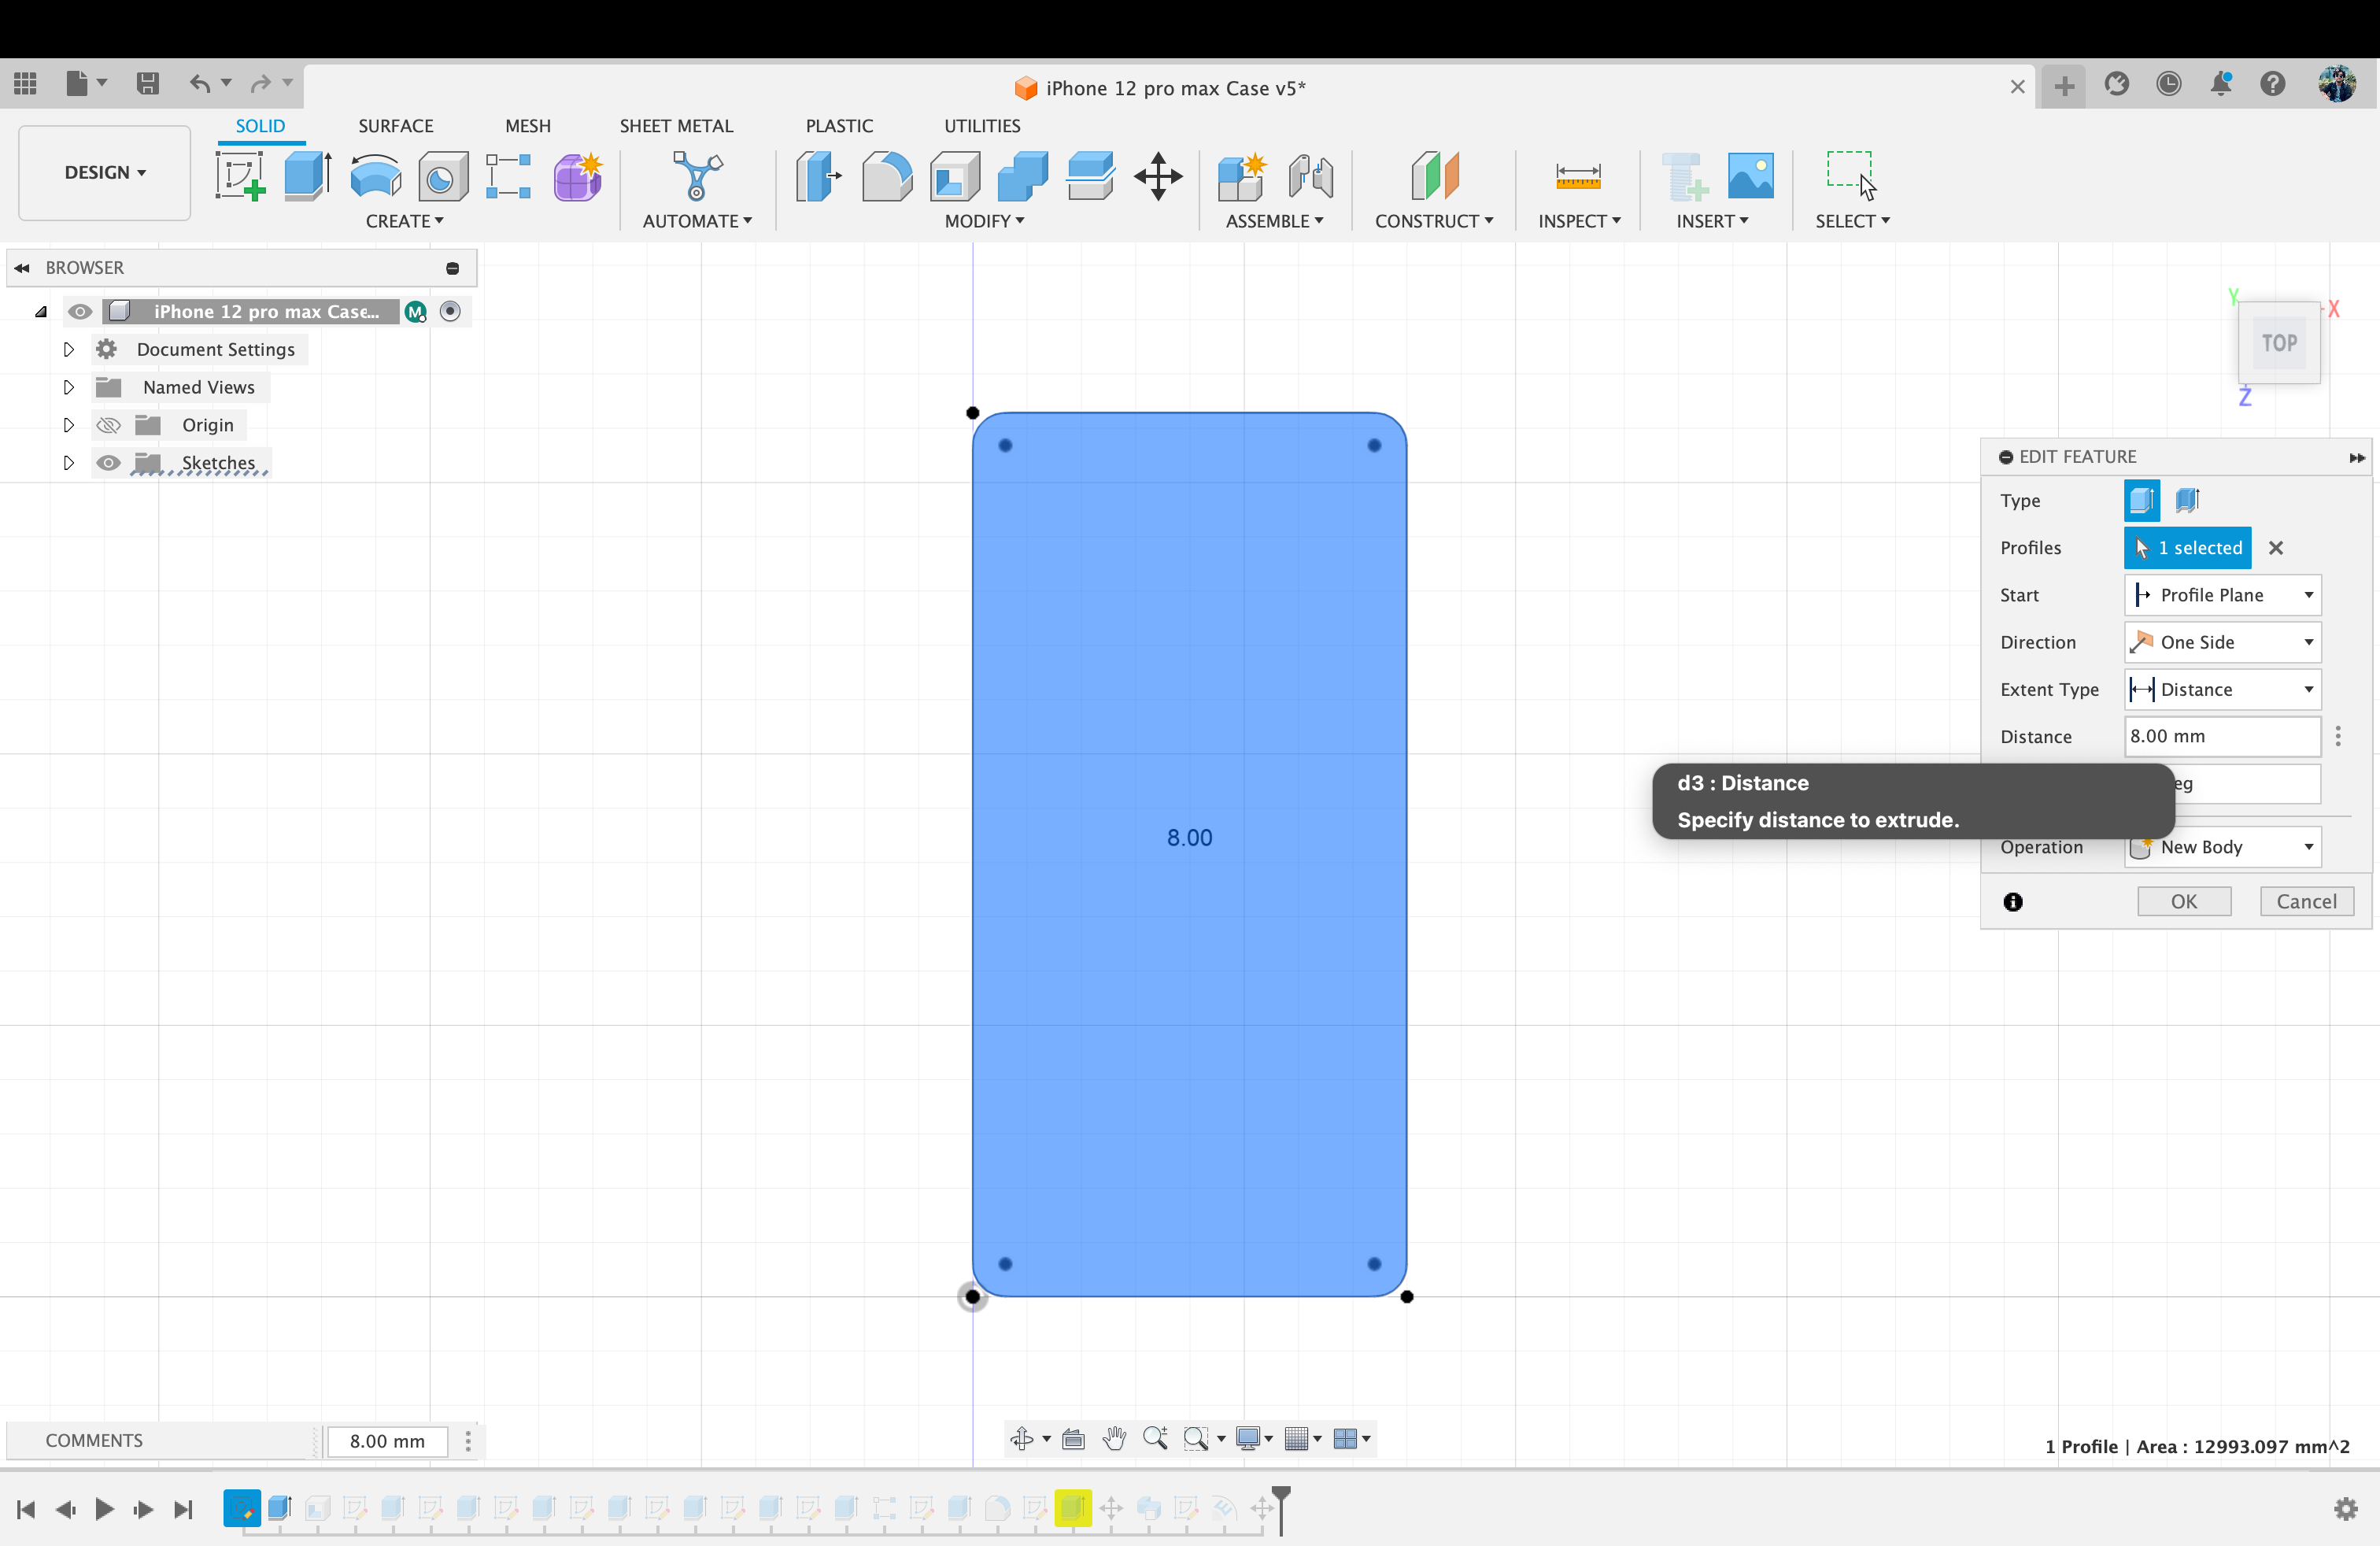 iPhone 12 pro max Case v5*
SOLID SURFACE MESH SHEET METAL PLASTIC UTILITIES
DESIGN
CREATE AUTOMATE MODIFY ASSEMBLE CONSTRUCT INSPECT INSERT SELECT
BROWSER
iPhone 12 pro max Case... M
Document Settings
Named Views
Origin
Sketches
Y
X
TOP
Z
EDIT FEATURE
Type
Profiles 1 selected
Start Profile Plane
Direction One Side
Extent Type Distance
Distance 8.00 mm
eg
d3 : Distance
Specify distance to extrude.
Operation New Body
OK Cancel
8.00
COMMENTS 8.00 mm
1 Profile | Area : 12993.097 mm^2